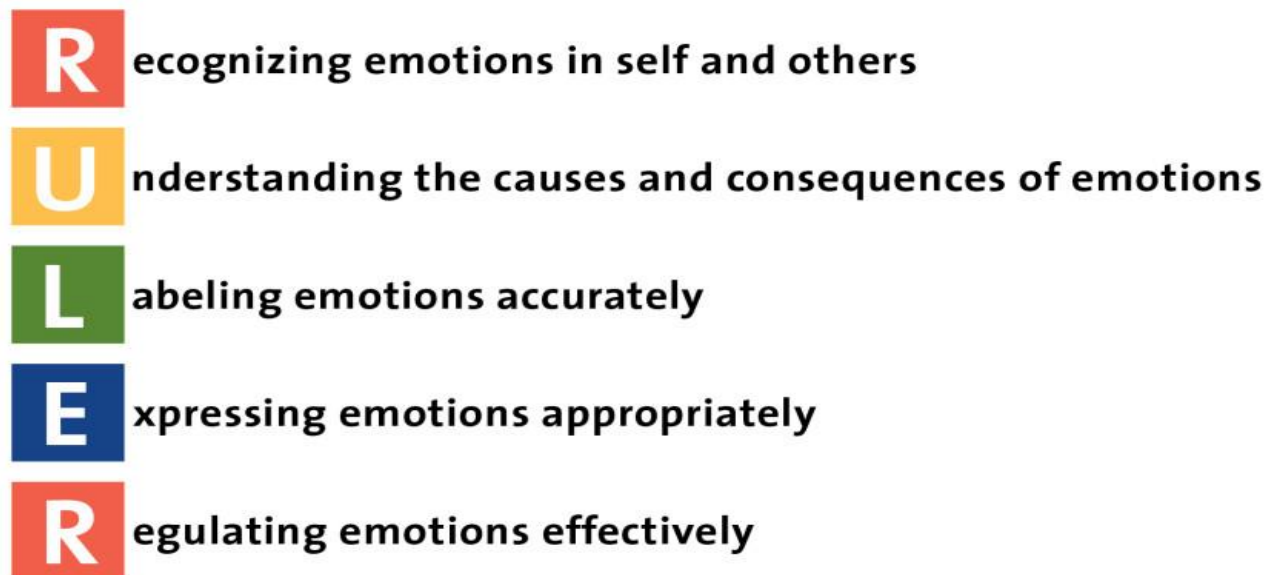 Recognizing emotions in self and others
Understanding the causes and consequences of emotions
Labeling emotions accurately
Expressing emotions appropriately
Regulating emotions effectively